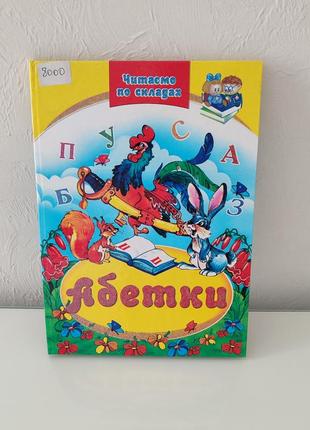 8000
Читаємо
по складах
П У С А
Б З
Абетки